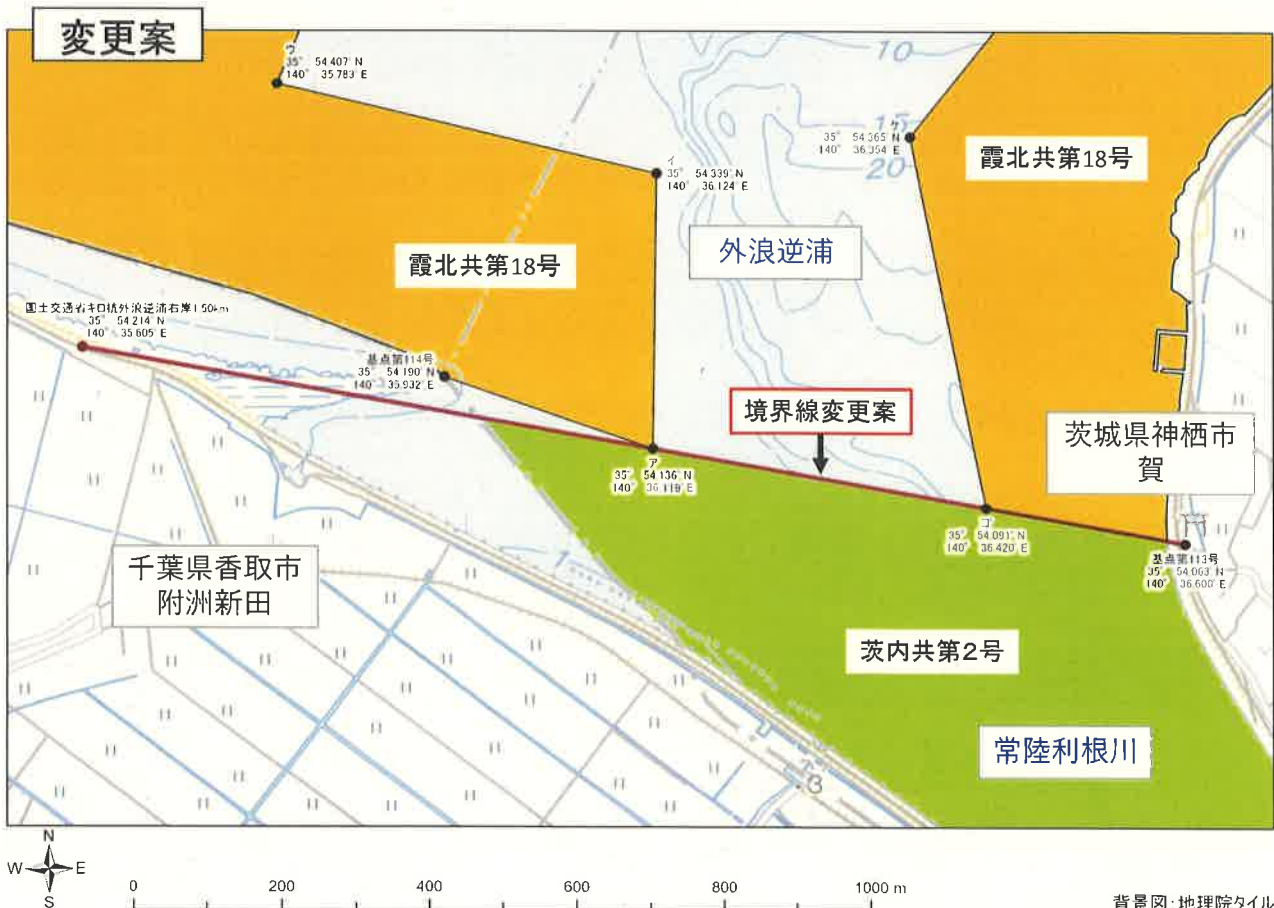 変更案
ウ
35° 54.407' N
140° 35.783' E
10
15
20
ケ
35° 54.365' N
140° 36.354' E
霞北共第18号
イ
35° 54.339' N
140° 36.124' E
外浪逆浦
霞北共第18号
国土交通省キロ杭外浪逆浦右岸1.50km
35° 54.214' N
140° 35.605' E
基点第114号
35° 54.190' N
140° 35.932' E
境界線変更案
茨城県神栖市
賀
ア
35° 54.136' N
140° 36.119' E
コ
35° 54.091' N
140° 36.420' E
基点第113号
35° 54.063' N
140° 36.600' E
千葉県香取市
附洲新田
茨内共第2号
常陸利根川
3
N
W E
S
0 200 400 600 800 1000 m
背景図:地理院タイル